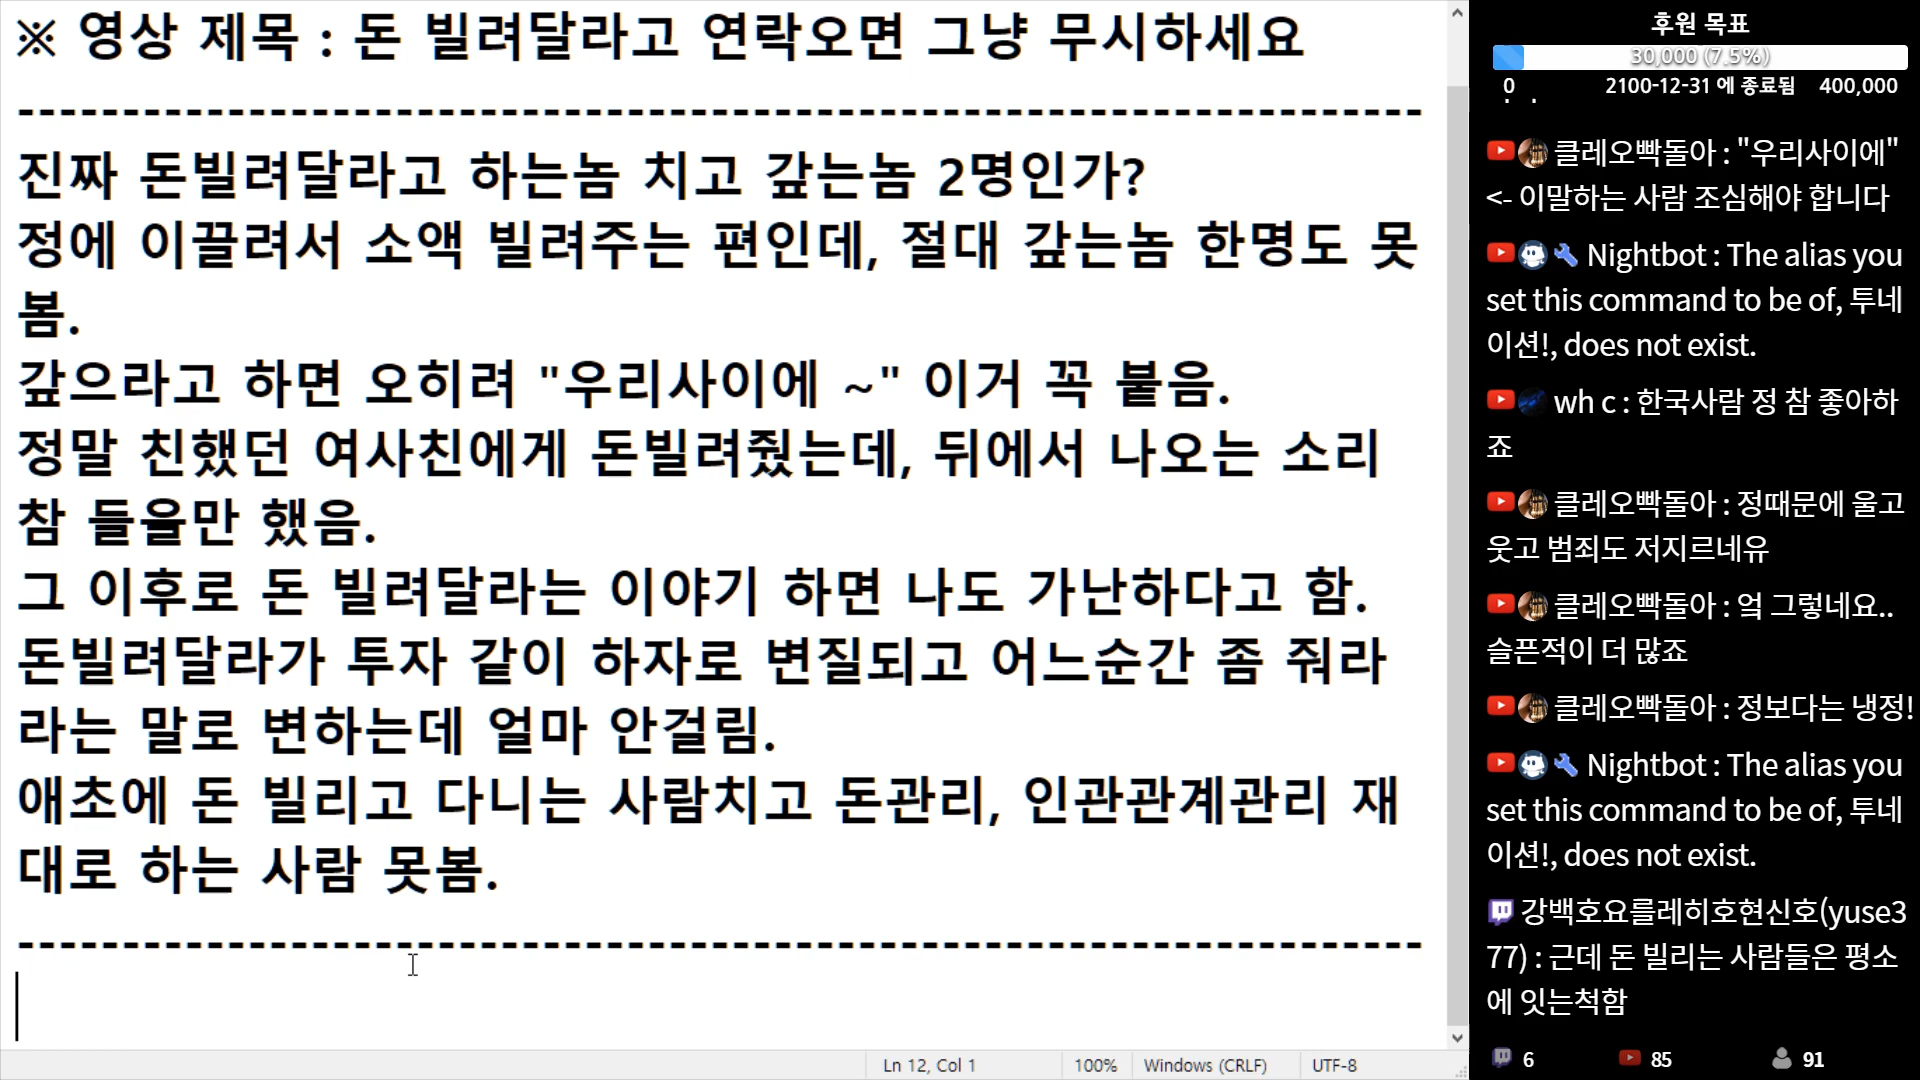 ※ 영상 제목 : 돈 빌려달라고 연락오면 그냥 무시하세요
--------------------------------------------------------------------
진짜 돈빌려달라고 하는놈 치고 갚는놈 2명인가?
정에 이끌려서 소액 빌려주는 편인데, 절대 갚는놈 한명도 못
봄.
갚으라고 하면 오히려 "우리사이에 ~" 이거 꼭 붙음.
정말 친했던 여사친에게 돈빌려줬는데, 뒤에서 나오는 소리
참 들을만 했음.
그 이후로 돈 빌려달라는 이야기 하면 나도 가난하다고 함.
돈빌려달라가 투자 같이 하자로 변질되고 어느순간 좀 줘라
라는 말로 변하는데 얼마 안걸림.
애초에 돈 빌리고 다니는 사람치고 돈관리, 인관관계관리 재
대로 하는 사람 못봄.
--------------------------------------------------------------------
Ln 12, Col 1
100%
Windows (CRLF)
UTF-8
후원 목표
30,000 (7.5%)
0 2100-12-31 에 종료됨 400,000
클레오빡돌아 : "우리사이에"
<- 이말하는 사람 조심해야 합니다
Nightbot : The alias you
set this command to be of, 투네
이션!, does not exist.
wh c : 한국사람 정 참 좋아하
죠
클레오빡돌아 : 정때문에 울고
웃고 범죄도 저지르네유
클레오빡돌아 : 엌 그렇네요..
슬픈적이 더 많죠
클레오빡돌아 : 정보다는 냉정!
Nightbot : The alias you
set this command to be of, 투네
이션!, does not exist.
강백호요를레히호현신호(yuse3
77) : 근데 돈 빌리는 사람들은 평소
에 잇는척함
6 85 91